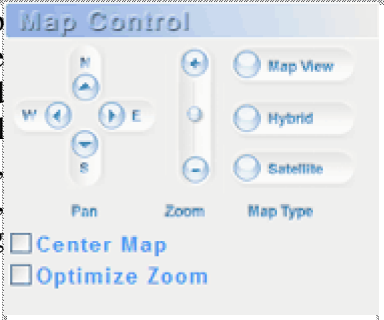 Map Control
N
W E
S
Map View
Hybrid
Satellite
Pan Zoom Map Type
Center Map
Optimize Zoom